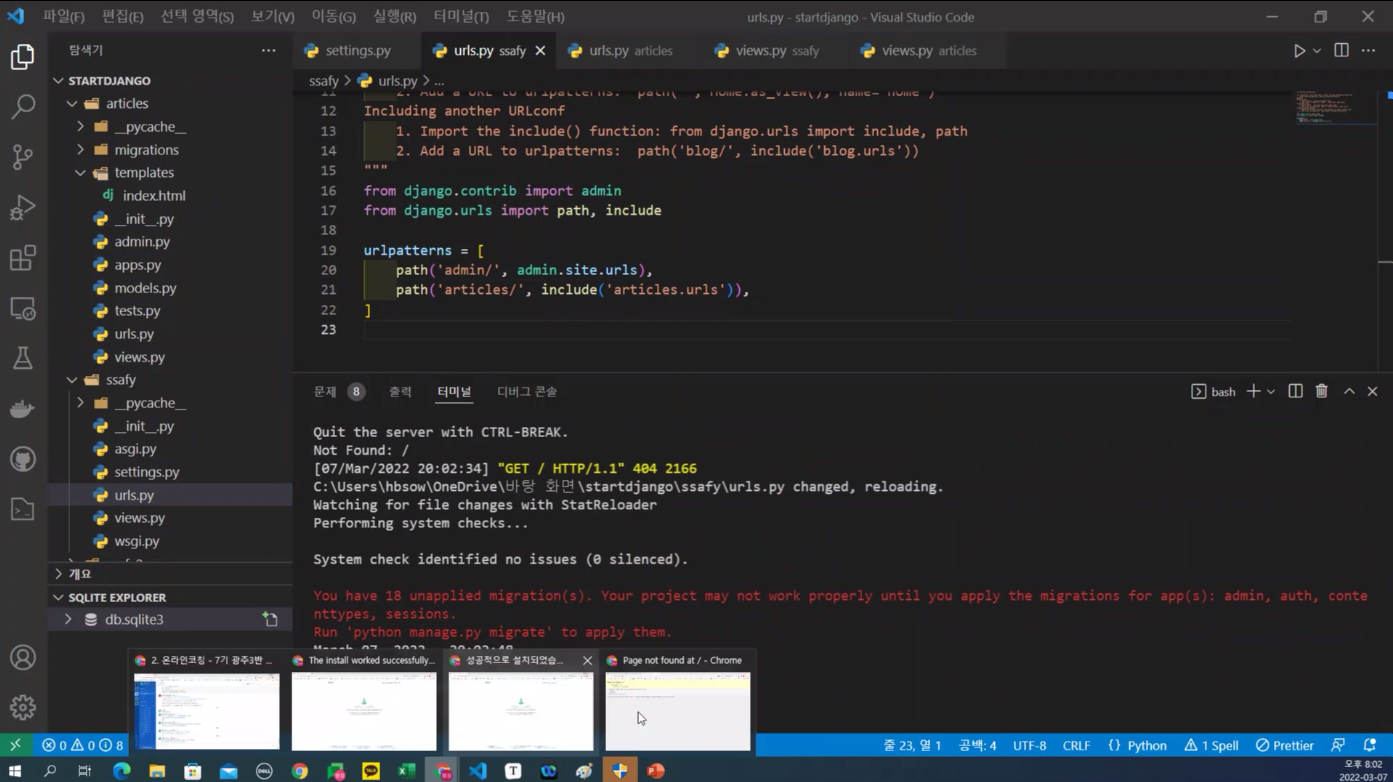 파일(F) 편집(E) 선택 영역(S) 보기(V) 이동(G) 실행(R) 터미널(T) 도움말(H)
urls.py - startdjango - Visual Studio Code
탐색기
settings.py
urls.py ssafy
urls.py articles
views.py ssafy
views.py articles
ssafy > urls.py > ...
STARTDJANGO
articles
__pycache__
migrations
templates
dj index.html
__init__.py
admin.py
apps.py
models.py
tests.py
urls.py
views.py
ssafy
__pycache__
__init__.py
asgi.py
settings.py
urls.py
views.py
wsgi.py
개요
SQLITE EXPLORER
db.sqlite3
11 2. Add a URL to urlpatterns: path('', Home.as_view(), name='home')
12 Including another URLconf
13 1. Import the include() function: from django.urls import include, path
14 2. Add a URL to urlpatterns: path('blog/', include('blog.urls'))
15 """
16 from django.contrib import admin
17 from django.urls import path, include
18
19 urlpatterns = [
20 path('admin/', admin.site.urls),
21 path('articles/', include('articles.urls')),
22 ]
23
문제 8 출력 터미널 디버그 콘솔
bash
Quit the server with CTRL-BREAK.
Not Found: /
[07/Mar/2022 20:02:34] "GET / HTTP/1.1" 404 2166
C:\Users\hbsow\OneDrive\바탕 화면\startdjango\ssafy\urls.py changed, reloading.
Watching for file changes with StatReloader
Performing system checks...
System check identified no issues (0 silenced).
You have 18 unapplied migration(s). Your project may not work properly until you apply the migrations for app(s): admin, auth, conte
nttypes, sessions.
Run 'python manage.py migrate' to apply them.
2. 온라인코칭 - 7기 광주3반 ...
The install worked successfully...
성공적으로 설치되었습...
Page not found at / - Chrome
0 0 8
줄 23, 열 1 공백: 4 UTF-8 CRLF {} Python 1 Spell Prettier
DELL
TALK
T
오후 8:02
2022-03-07